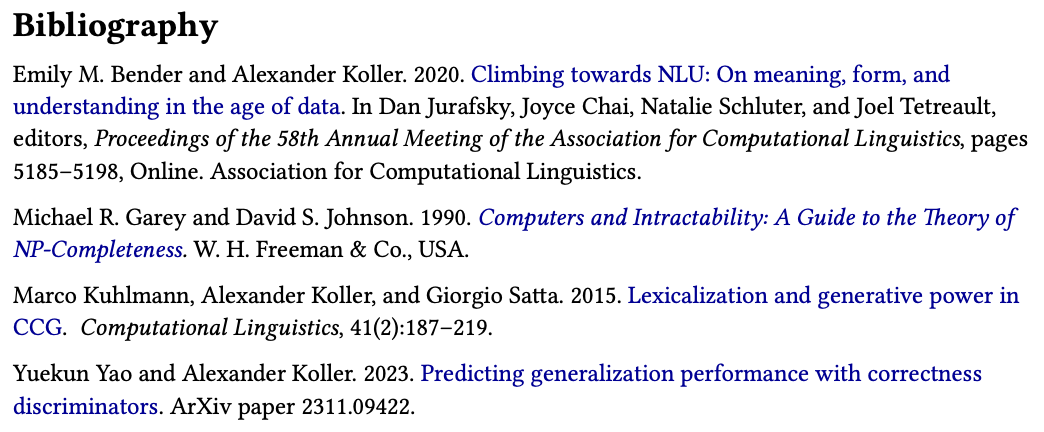 Bibliography
Emily M. Bender and Alexander Koller. 2020. Climbing towards NLU: On meaning, form, and
understanding in the age of data. In Dan Jurafsky, Joyce Chai, Natalie Schluter, and Joel Tetreault,
editors, Proceedings of the 58th Annual Meeting of the Association for Computational Linguistics, pages
5185–5198, Online. Association for Computational Linguistics.
Michael R. Garey and David S. Johnson. 1990. Computers and Intractability: A Guide to the Theory of
NP-Completeness. W. H. Freeman & Co., USA.
Marco Kuhlmann, Alexander Koller, and Giorgio Satta. 2015. Lexicalization and generative power in
CCG. Computational Linguistics, 41(2):187–219.
Yuekun Yao and Alexander Koller. 2023. Predicting generalization performance with correctness
discriminators. ArXiv paper 2311.09422.